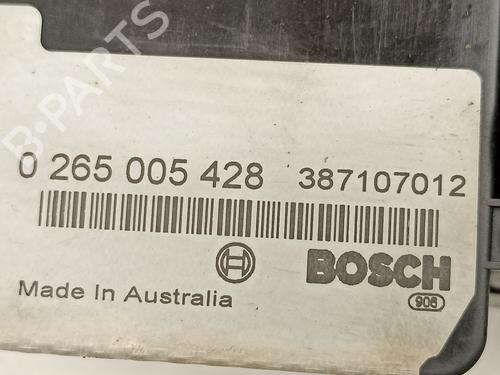 B-PARTS
0 265 005 428 387107012
BOSCH
Made In Australia
906